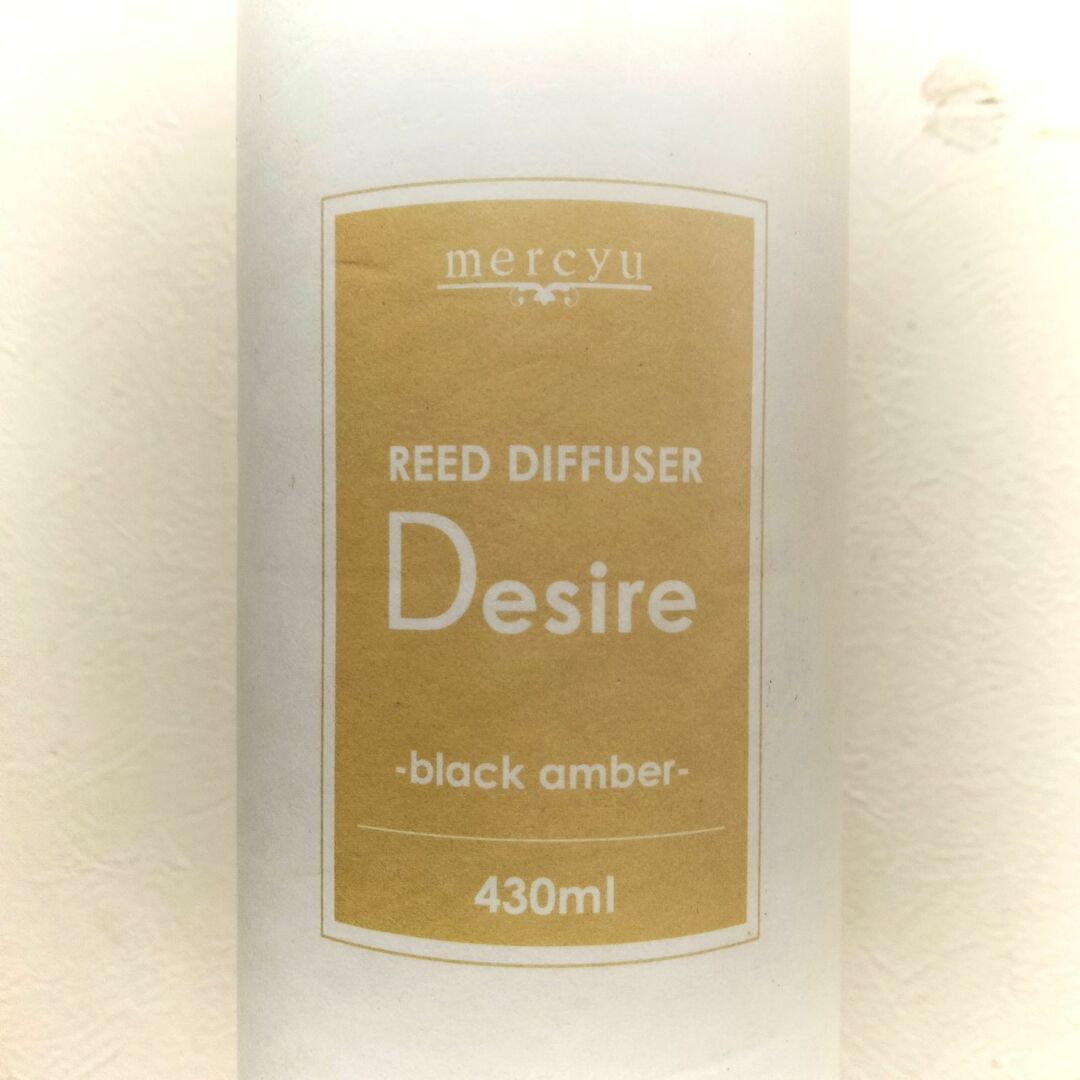 mercyu
REED DIFFUSER
Desire
-black amber-
430ml